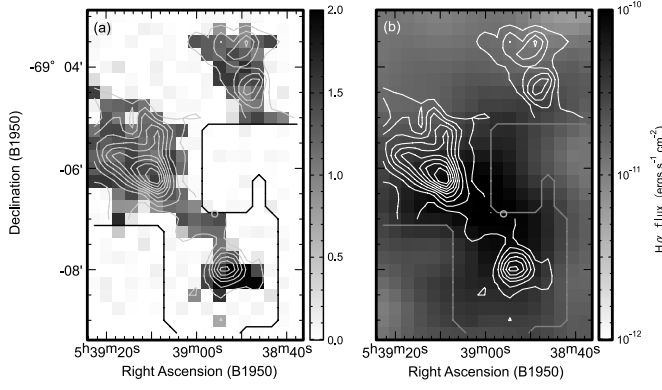 (a)
(b)
2.0
1.5
1.0
0.5
0.0
10⁻¹⁰
10⁻¹¹
10⁻¹²
-69° 04′
-06′
-08′
Declination (B1950)
Hα flux (ergs s⁻¹ cm⁻²)
5ʰ39ᵐ20ˢ 39ᵐ00ˢ 38ᵐ40ˢ
5ʰ39ᵐ20ˢ 39ᵐ00ˢ 38ᵐ40ˢ
Right Ascension (B1950)
Right Ascension (B1950)